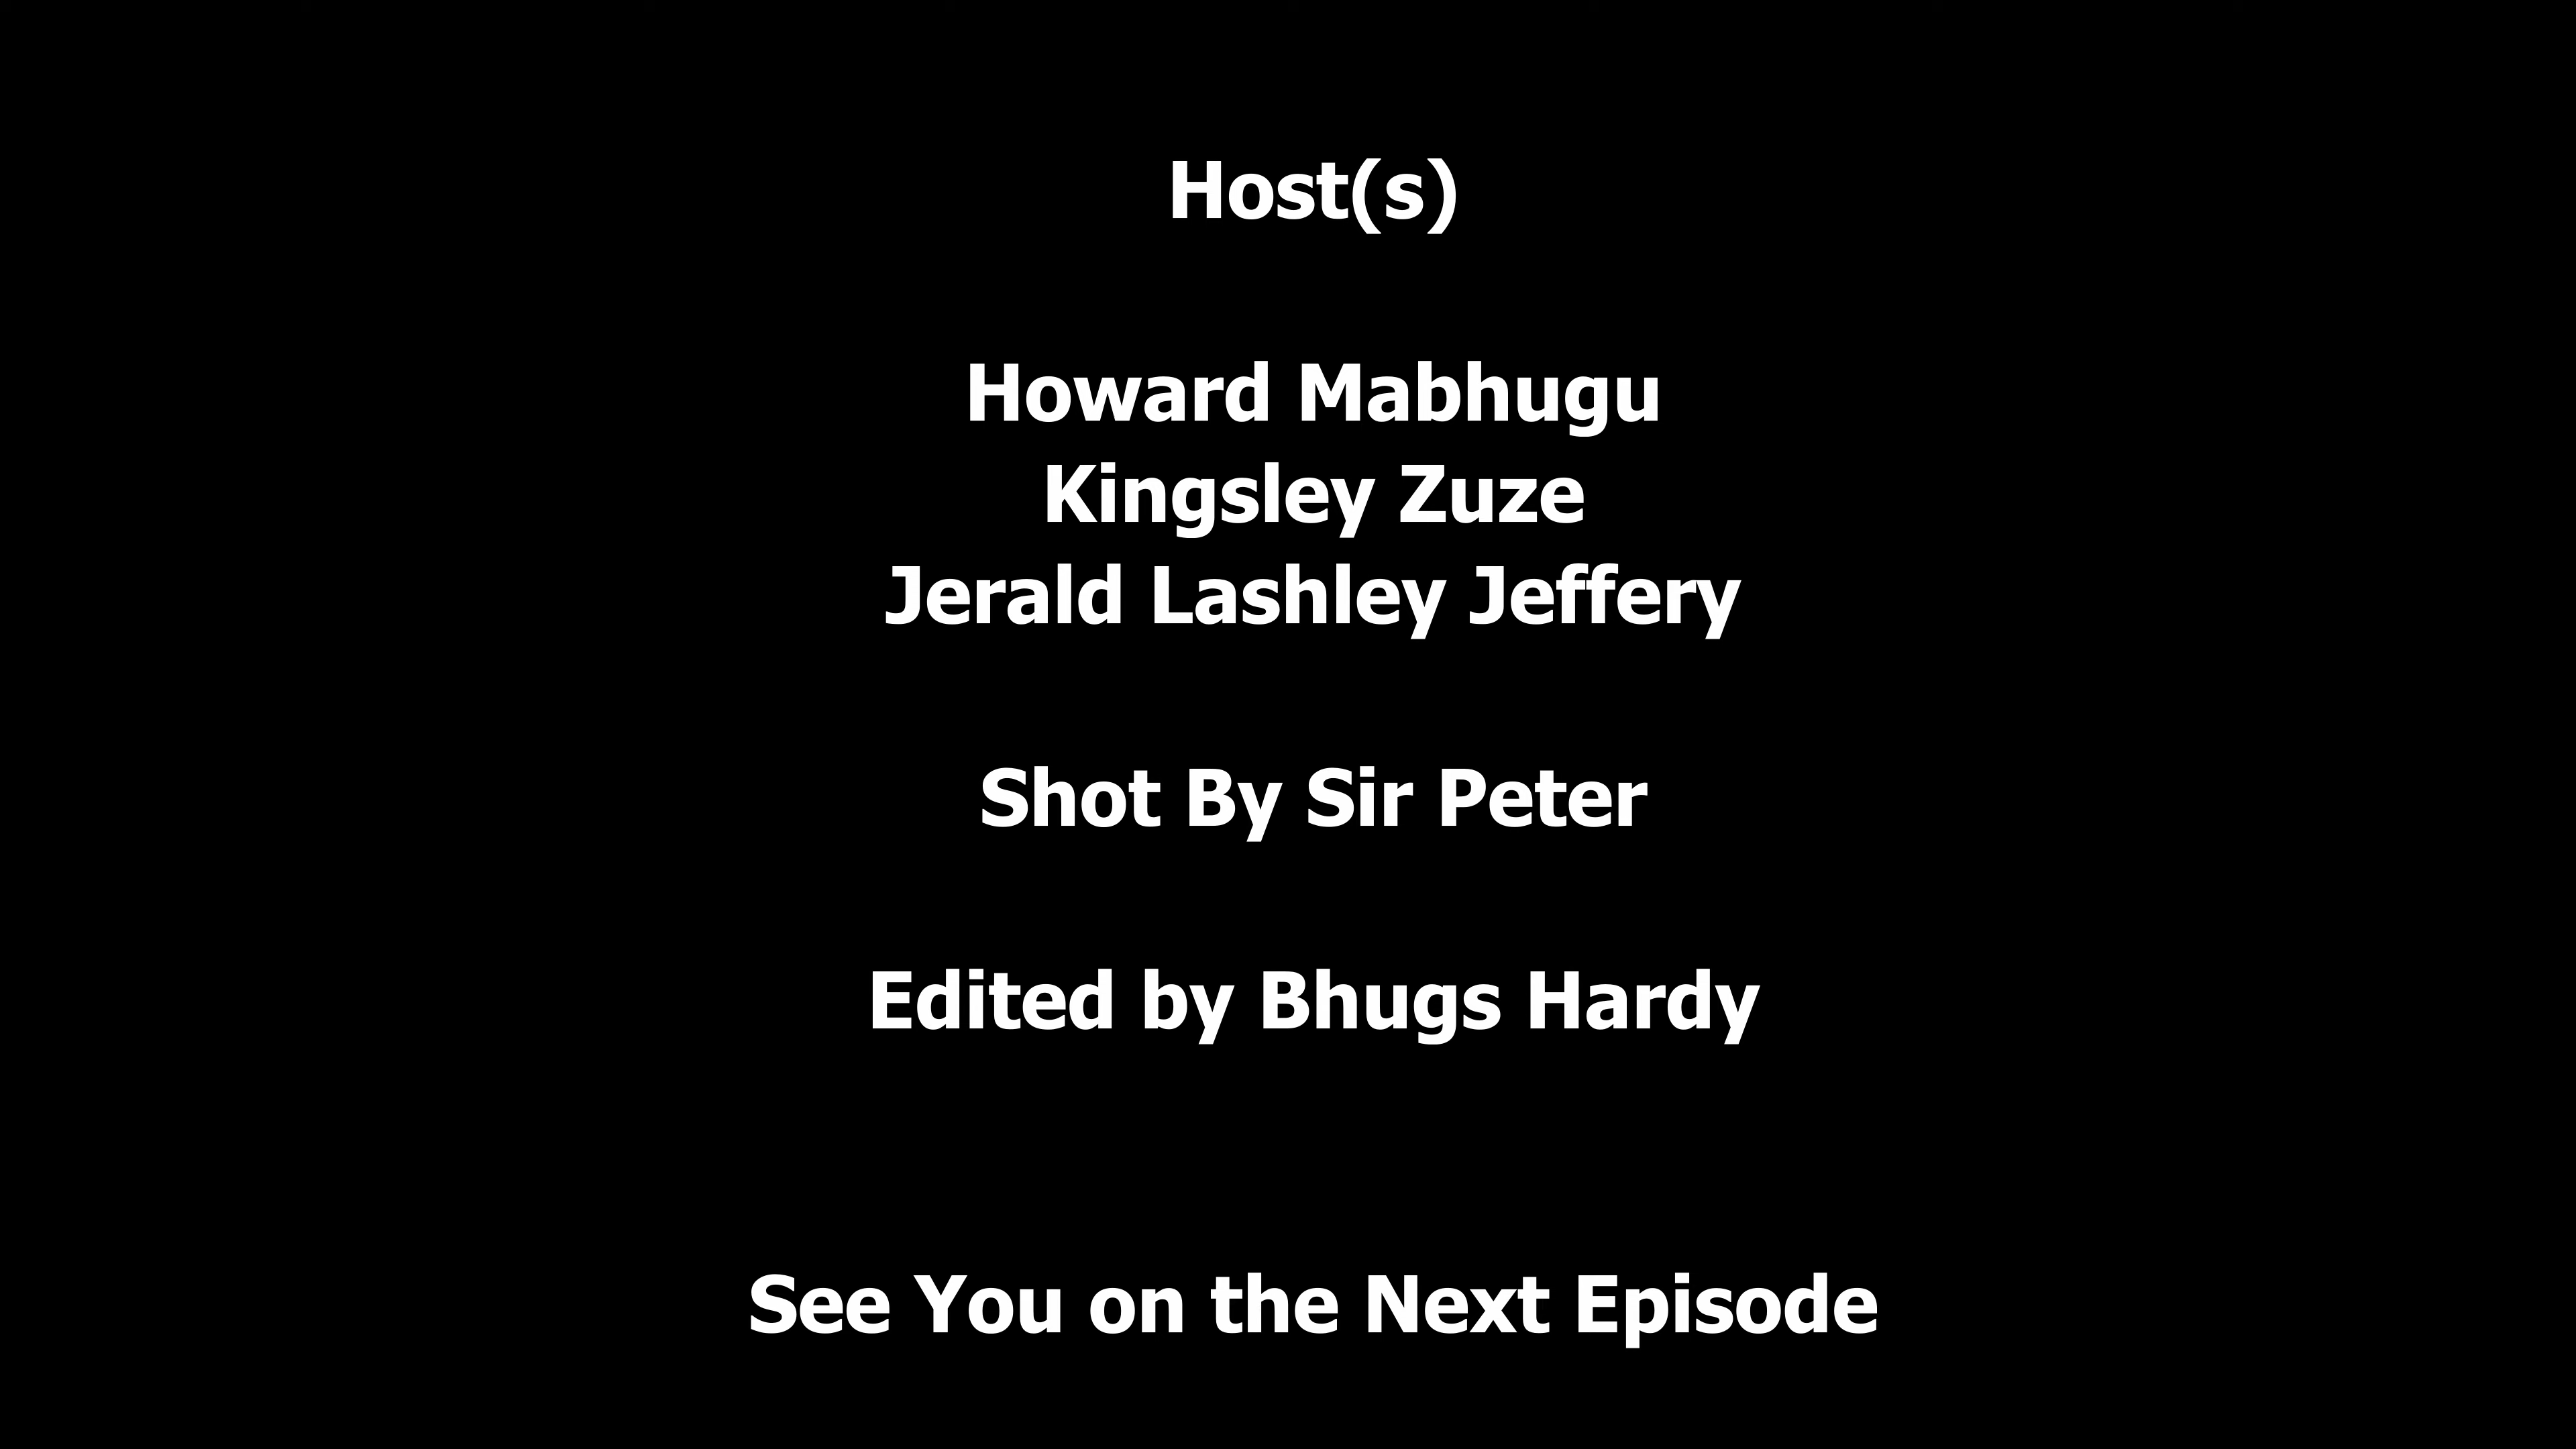 Host(s)
Howard Mabhugu
Kingsley Zuze
Jerald Lashley Jeffery
Shot By Sir Peter
Edited by Bhugs Hardy
See You on the Next Episode